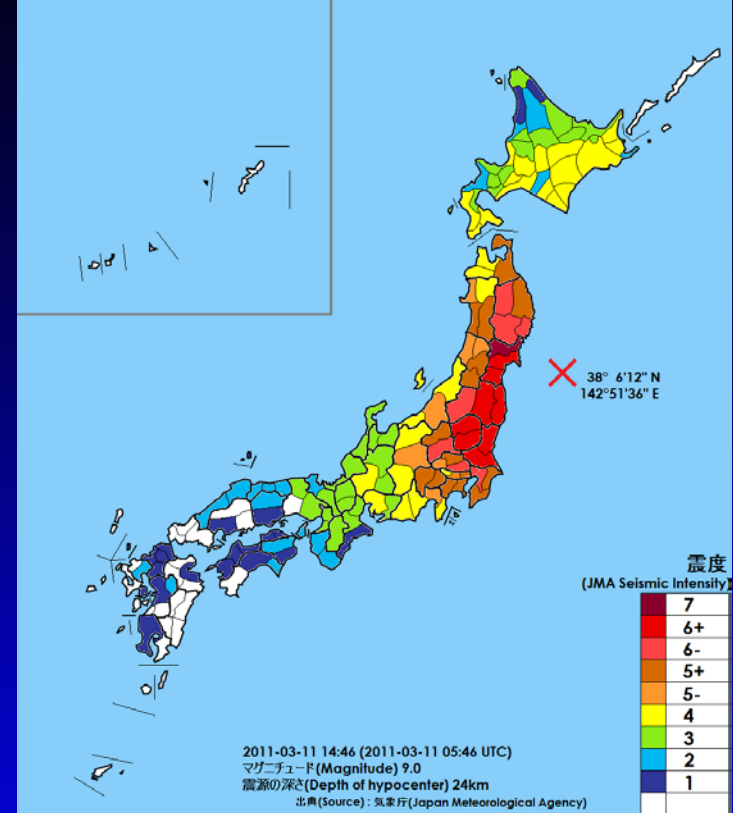 38° 6'12" N
142°51'36" E
震度
(JMA Seismic Intensity)
7
6+
6-
5+
5-
4
3
2
1
2011-03-11 14:46 (2011-03-11 05:46 UTC)
マグニチュード(Magnitude) 9.0
震源の深さ(Depth of hypocenter) 24km
出典(Source) : 気象庁(Japan Meteorological Agency)